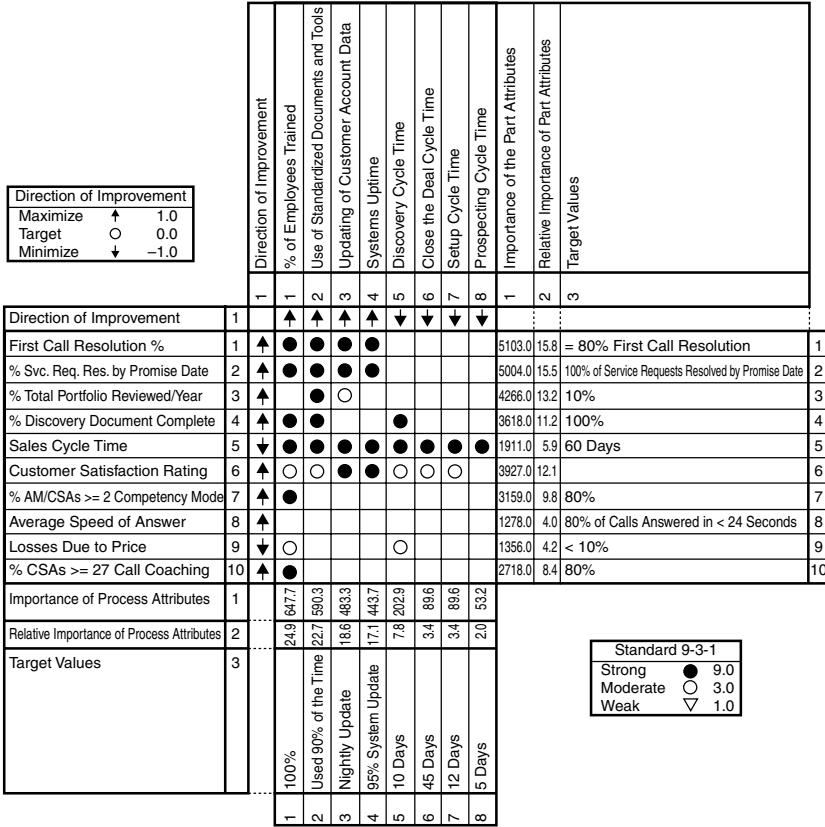 Direction of Improvement
% of Employees Trained
Use of Standardized Documents and Tools
Updating of Customer Account Data
Systems Uptime
Discovery Cycle Time
Close the Deal Cycle Time
Setup Cycle Time
Prospecting Cycle Time
Importance of the Part Attributes
Relative Importance of Part Attributes
Target Values
Direction of Improvement
Maximize 1.0
Target 0.0
Minimize –1.0
1 1 2 3 4 5 6 7 8 1 2 3
Direction of Improvement 1
First Call Resolution % 1 5103.0 15.8 = 80% First Call Resolution 1
% Svc. Req. Res. by Promise Date 2 5004.0 15.5 100% of Service Requests Resolved by Promise Date 2
% Total Portfolio Reviewed/Year 3 4266.0 13.2 10% 3
% Discovery Document Complete 4 3618.0 11.2 100% 4
Sales Cycle Time 5 1911.0 5.9 60 Days 5
Customer Satisfaction Rating 6 3927.0 12.1 6
% AM/CSAs >= 2 Competency Mode 7 3159.0 9.8 80% 7
Average Speed of Answer 8 1278.0 4.0 80% of Calls Answered in < 24 Seconds 8
Losses Due to Price 9 1356.0 4.2 < 10% 9
% CSAs >= 27 Call Coaching 10 2718.0 8.4 80% 10
Importance of Process Attributes 1 647.7 590.3 483.3 443.7 202.9 89.6 89.6 53.2
Relative Importance of Process Attributes 2 24.9 22.7 18.6 17.1 7.8 3.4 3.4 2.0
Target Values 3
100%
Used 90% of the Time
Nightly Update
95% System Update
10 Days
45 Days
12 Days
5 Days
1 2 3 4 5 6 7 8
Standard 9-3-1
Strong 9.0
Moderate 3.0
Weak 1.0